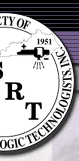 TY OF
1951
S
R T
LOGIC TECHNOLOGISTS, INC.